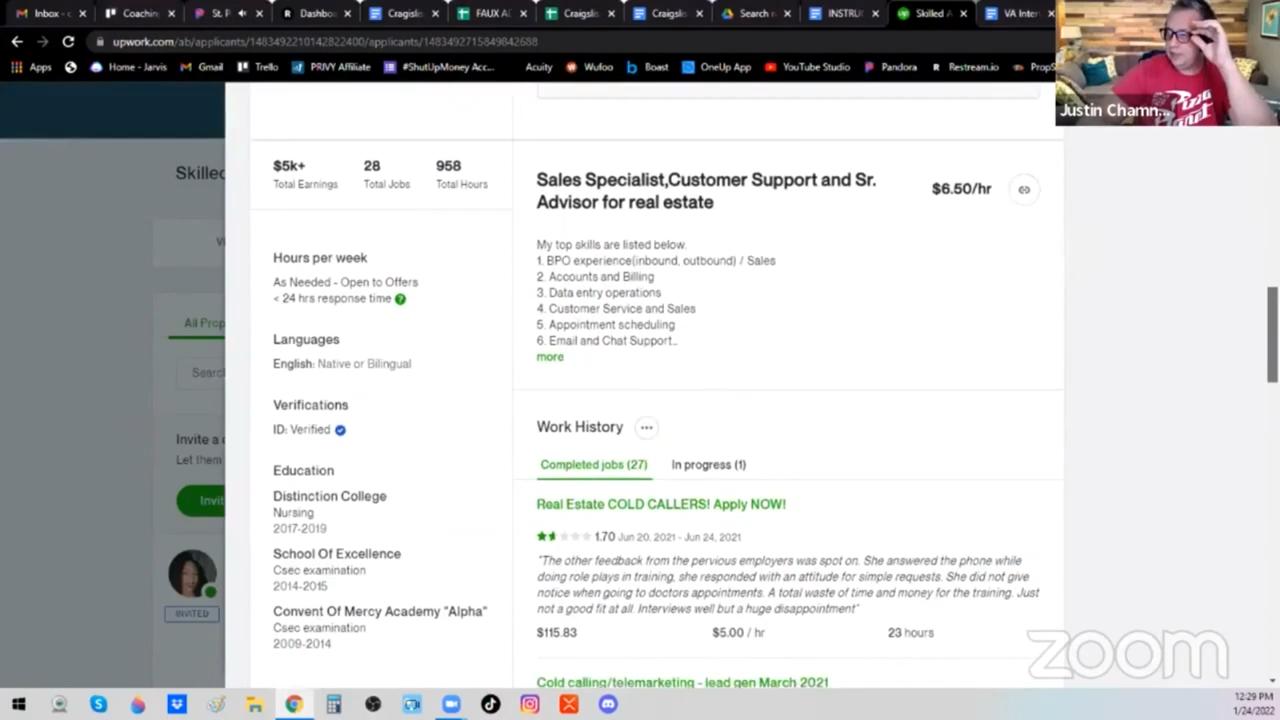 Inbox - c
Coachin
St. P
Dashbo
Cragislis
FAUX AD
Craigslis
Craigslis
Search r
INSTRUC
Skilled A
VA Inter
upwork.com/ab/applicants/1483492210142822400/applicants/1483492715849842688
Apps
Home - Jarvis
Gmail
Trello
PRIVY Affiliate
#ShutUpMoney Acc...
Acuity
Wufoo
Boast
OneUp App
YouTube Studio
Pandora
Restream.io
PropS
Justin Chamn...
Skilled
All Prop
Search
Invite a
Let them
Invit
INVITED
$5k+
28
958
Total Earnings
Total Jobs
Total Hours
Hours per week
As Needed - Open to Offers
< 24 hrs response time
Languages
English: Native or Bilingual
Verifications
ID: Verified
Education
Distinction College
Nursing
2017-2019
School Of Excellence
Csec examination
2014-2015
Convent Of Mercy Academy "Alpha"
Csec examination
2009-2014
Sales Specialist,Customer Support and Sr.
Advisor for real estate
$6.50/hr
My top skills are listed below.
1. BPO experience(inbound, outbound) / Sales
2. Accounts and Billing
3. Data entry operations
4. Customer Service and Sales
5. Appointment scheduling
6. Email and Chat Support...
more
Work History
Completed jobs (27)
In progress (1)
Real Estate COLD CALLERS! Apply NOW!
1.70 Jun 20, 2021 - Jun 24, 2021
"The other feedback from the pervious employers was spot on. She answered the phone while
doing role plays in training, she responded with an attitude for simple requests. She did not give
notice when going to doctors appointments. A total waste of time and money for the training. Just
not a good fit at all. Interviews well but a huge disappointment"
$115.83
$5.00 / hr
23 hours
Cold calling/telemarketing - lead gen March 2021
zoom
12:29 PM
1/24/2022